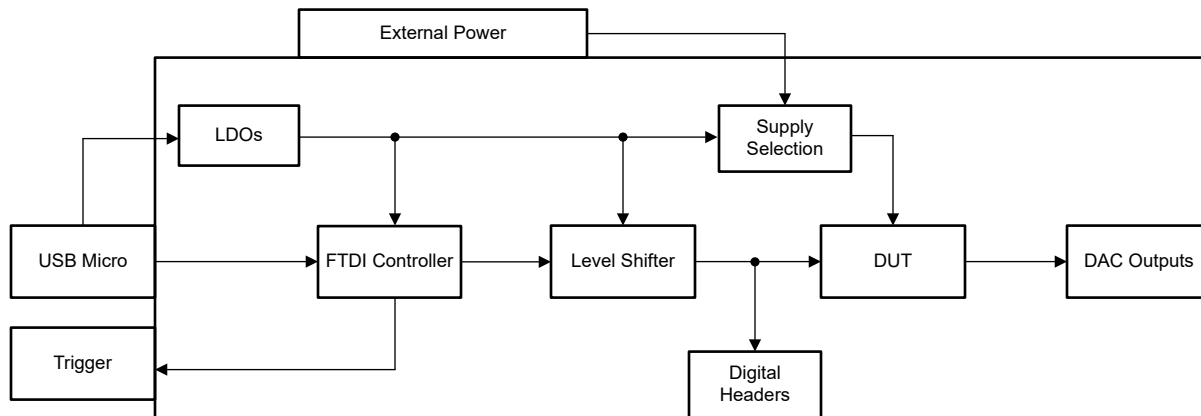 External Power
LDOs
Supply
Selection
USB Micro
FTDI Controller
Level Shifter
DUT
DAC Outputs
Trigger
Digital
Headers